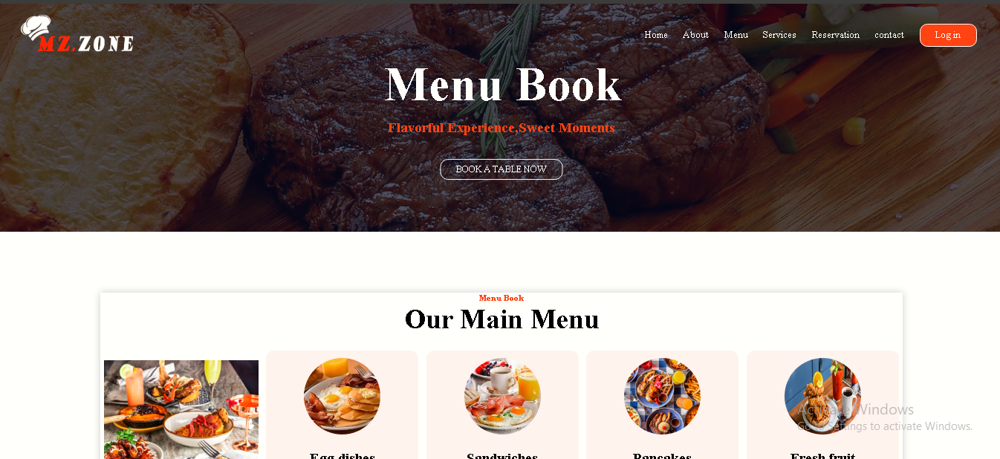 MZ.ZONE
Home About Menu Services Reservation contact Log in
Menu Book
Flavorful Experience,Sweet Moments
BOOK A TABLE NOW
Menu Book
Our Main Menu
Egg dishes Sandwiches Pancakes Fresh fruit
Activate Windows
Go to Settings to activate Windows.